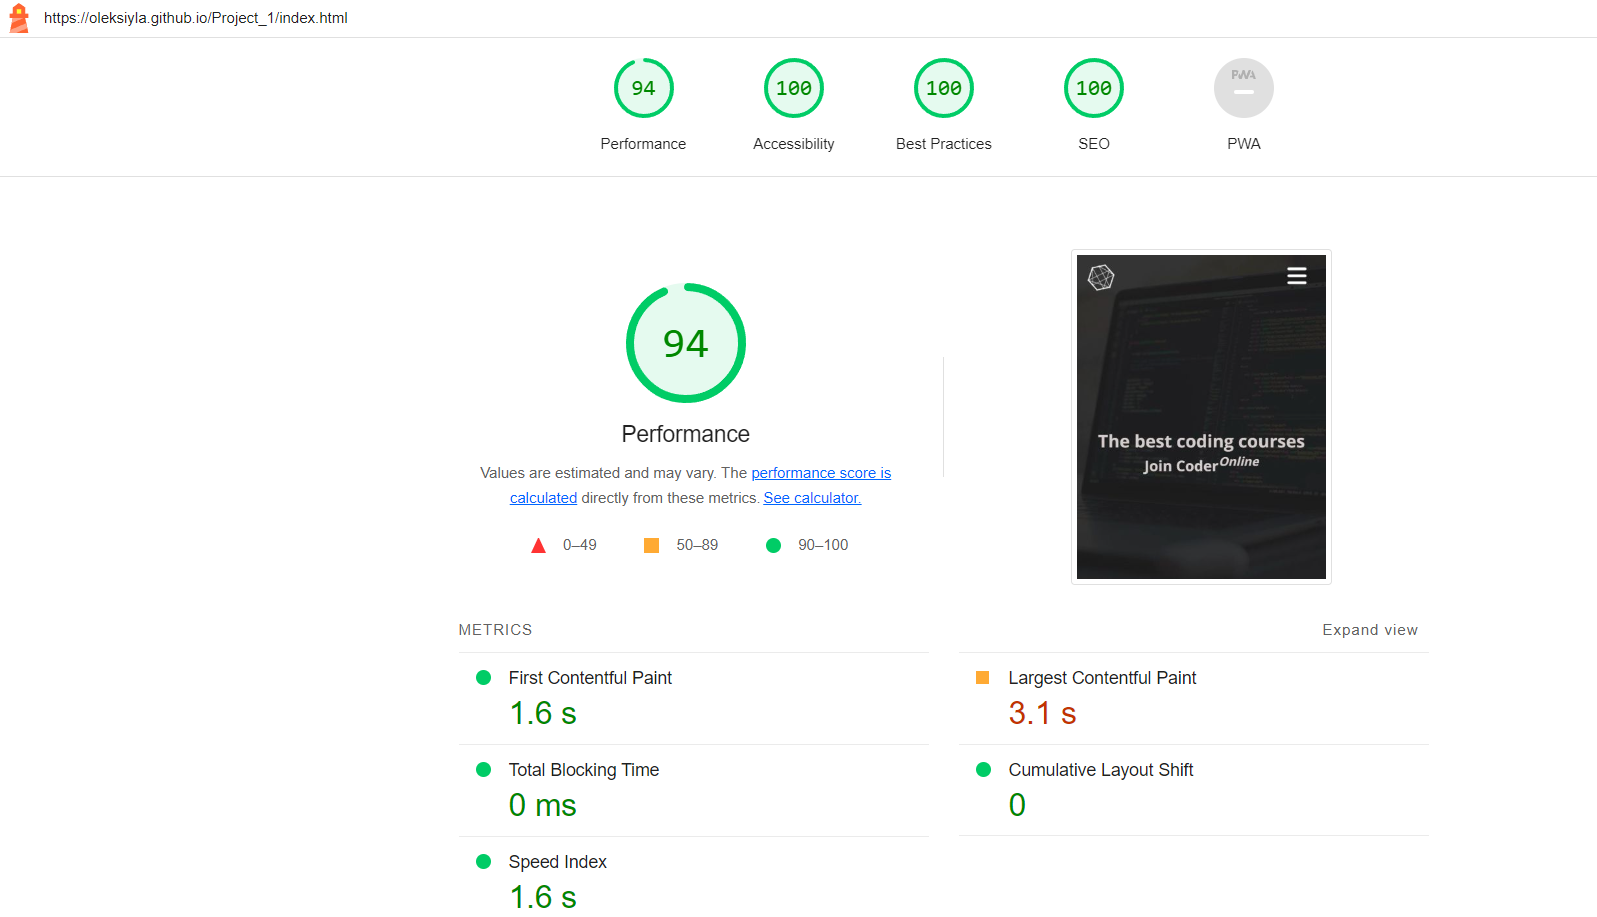 https://oleksiyla.github.io/Project_1/index.html
94
100
100
100
PWA
Performance
Accessibility
Best Practices
SEO
PWA
94
Performance
Values are estimated and may vary. The performance score is
calculated directly from these metrics. See calculator.
0–49
50–89
90–100
The best coding courses
Join Coder Online
METRICS
Expand view
First Contentful Paint
1.6 s
Largest Contentful Paint
3.1 s
Total Blocking Time
0 ms
Cumulative Layout Shift
0
Speed Index
1.6 s